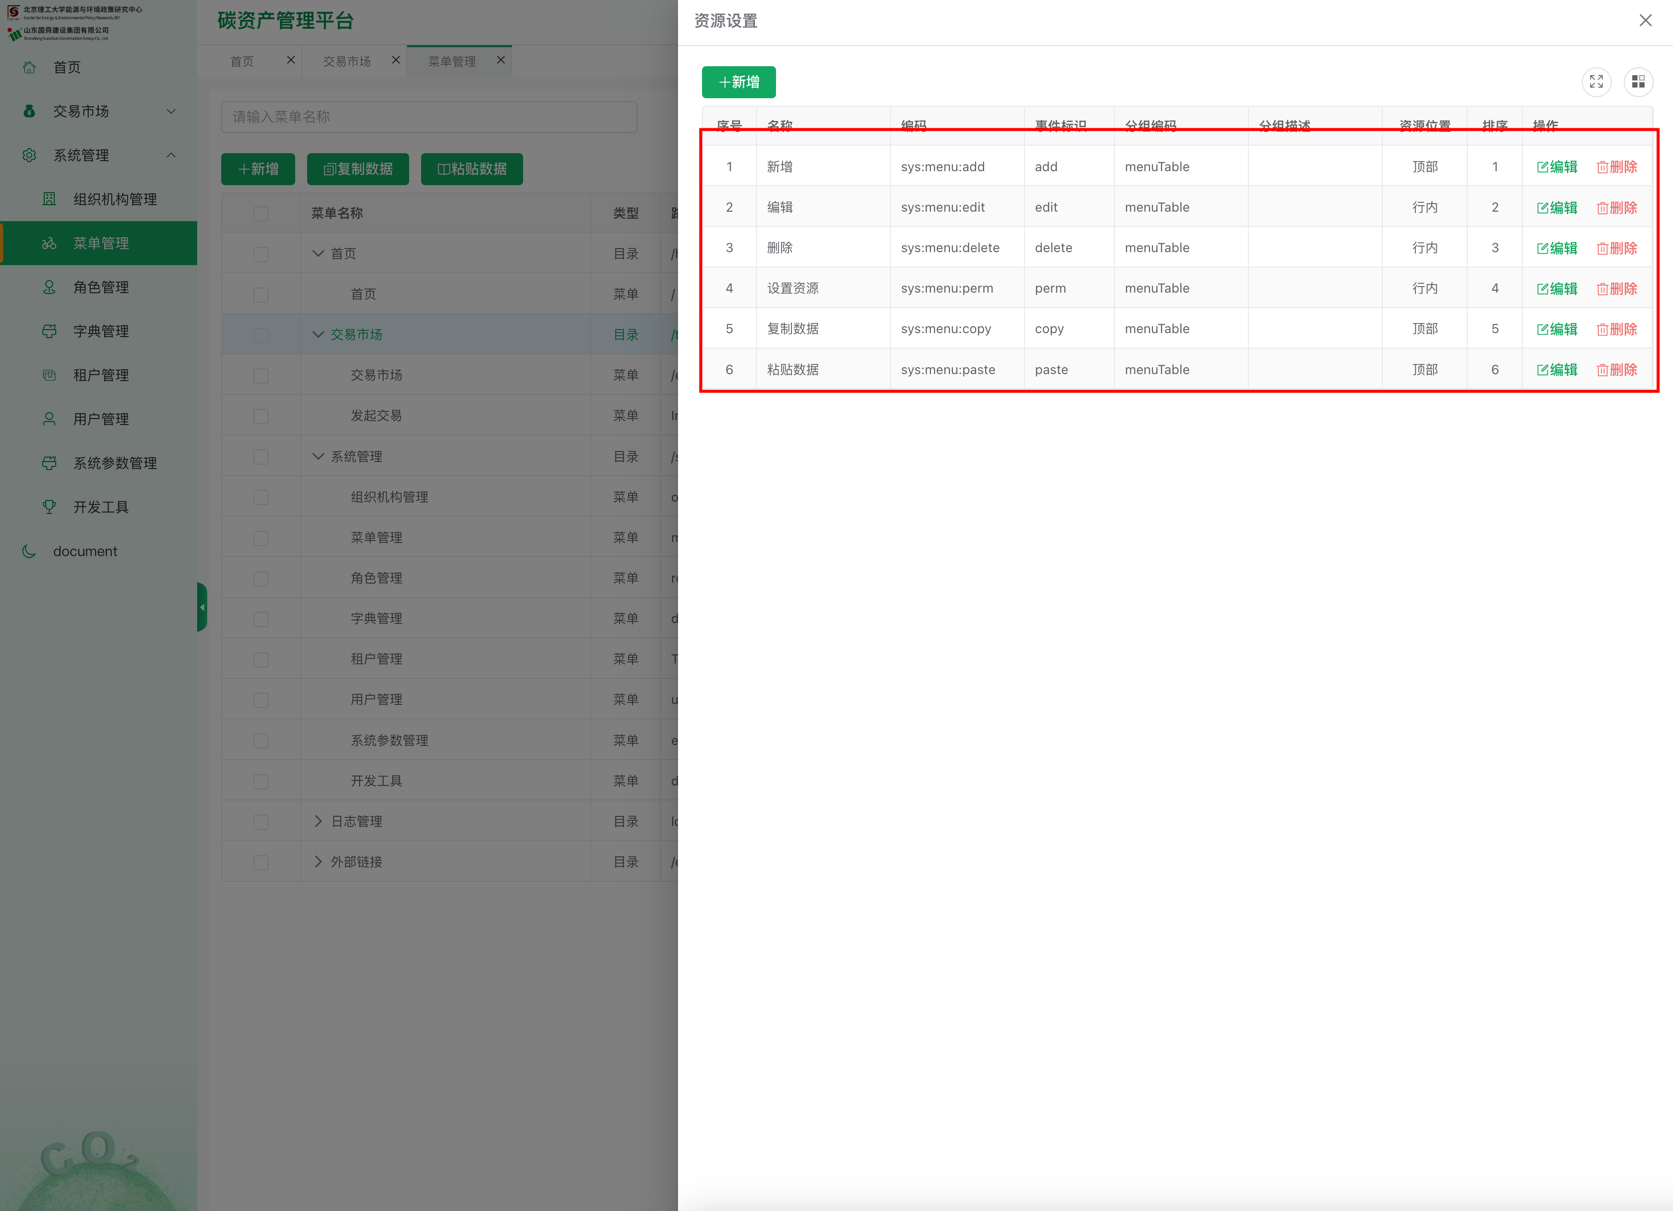 北京理工大学能源与环境政策研究中心
Center for Energy & Environmental Policy Research, BIT
山东国舜建设集团有限公司
Shandong Guoshun Construction Group Co., Ltd
首页
交易市场
系统管理
组织机构管理
菜单管理
角色管理
字典管理
租户管理
用户管理
系统参数管理
开发工具
document
CO₂
碳资产管理平台
首页 交易市场 菜单管理
请输入菜单名称
新增 复制数据 粘贴数据
菜单名称 类型
首页 目录
首页 菜单 /
交易市场 目录
交易市场 菜单
发起交易 菜单
系统管理 目录
组织机构管理 菜单
菜单管理 菜单
角色管理 菜单
字典管理 菜单
租户管理 菜单
用户管理 菜单
系统参数管理 菜单
开发工具 菜单
日志管理 目录
外部链接 目录
资源设置
新增
序号 名称 编码 事件标识 分组编码 分组描述 资源位置 排序 操作
1 新增 sys:menu:add add menuTable 顶部 1 编辑 删除
2 编辑 sys:menu:edit edit menuTable 行内 2 编辑 删除
3 删除 sys:menu:delete delete menuTable 行内 3 编辑 删除
4 设置资源 sys:menu:perm perm menuTable 行内 4 编辑 删除
5 复制数据 sys:menu:copy copy menuTable 顶部 5 编辑 删除
6 粘贴数据 sys:menu:paste paste menuTable 顶部 6 编辑 删除